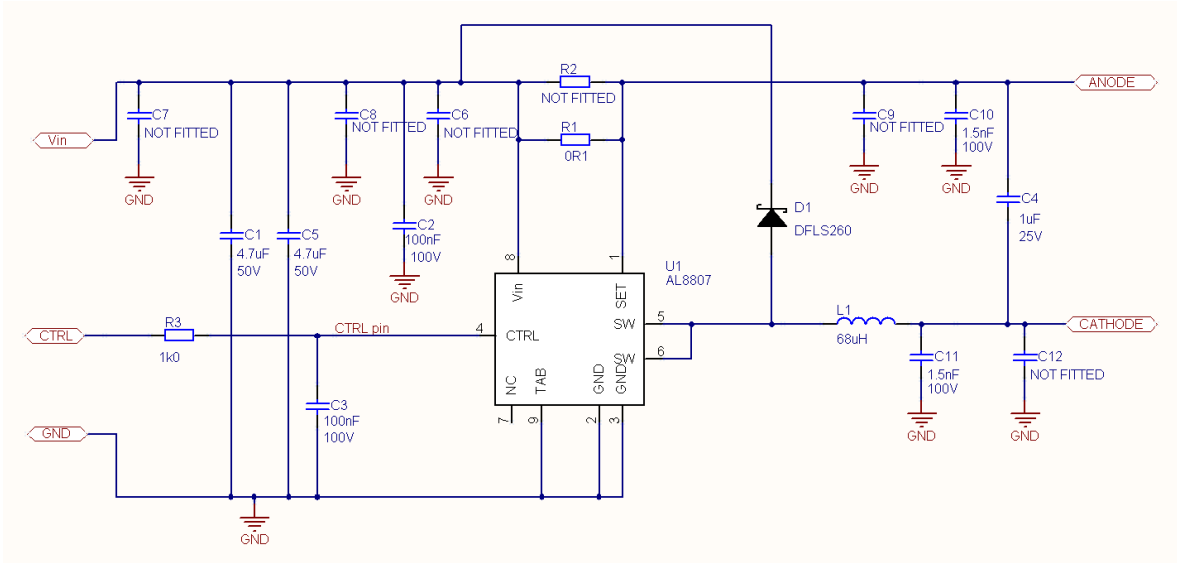 R2
NOT FITTED
ANODE
C7
NOT FITTED
C8
NOT FITTED
C6
NOT FITTED
C9
NOT FITTED
C10
1.5nF
100V
Vin
R1
0R1
GND
GND
GND
GND
GND
C4
1uF
25V
D1
DFLS260
C1
4.7uF
50V
C5
4.7uF
50V
C2
100nF
100V
GND
8
1
U1
AL8807
Vin
SET
CTRL
R3
1k0
CTRL pin
4
CTRL
SW
5
SW
6
L1
68uH
CATHODE
C11
1.5nF
100V
C12
NOT FITTED
NC
TAB
GND
GND
7
9
2
3
C3
100nF
100V
GND
GND
GND
GND